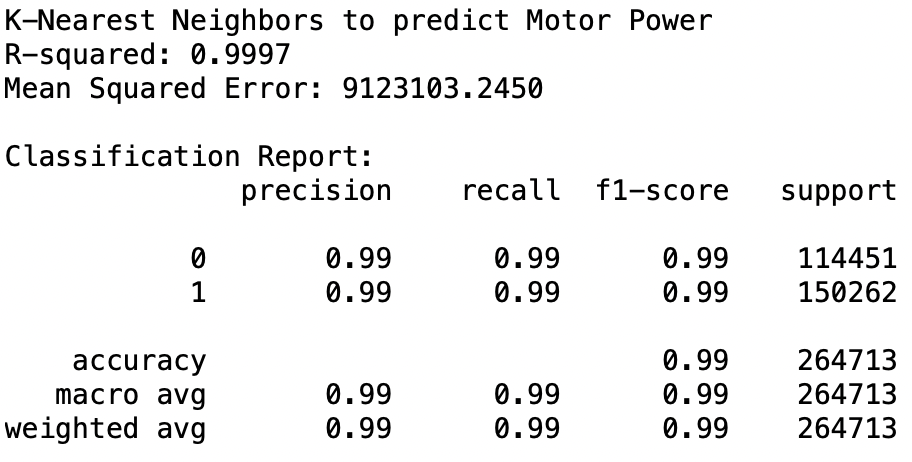 K-Nearest Neighbors to predict Motor Power
R-squared: 0.9997
Mean Squared Error: 9123103.2450
Classification Report:
precision recall f1-score support
0 0.99 0.99 0.99 114451
1 0.99 0.99 0.99 150262
accuracy 0.99 264713
macro avg 0.99 0.99 0.99 264713
weighted avg 0.99 0.99 0.99 264713